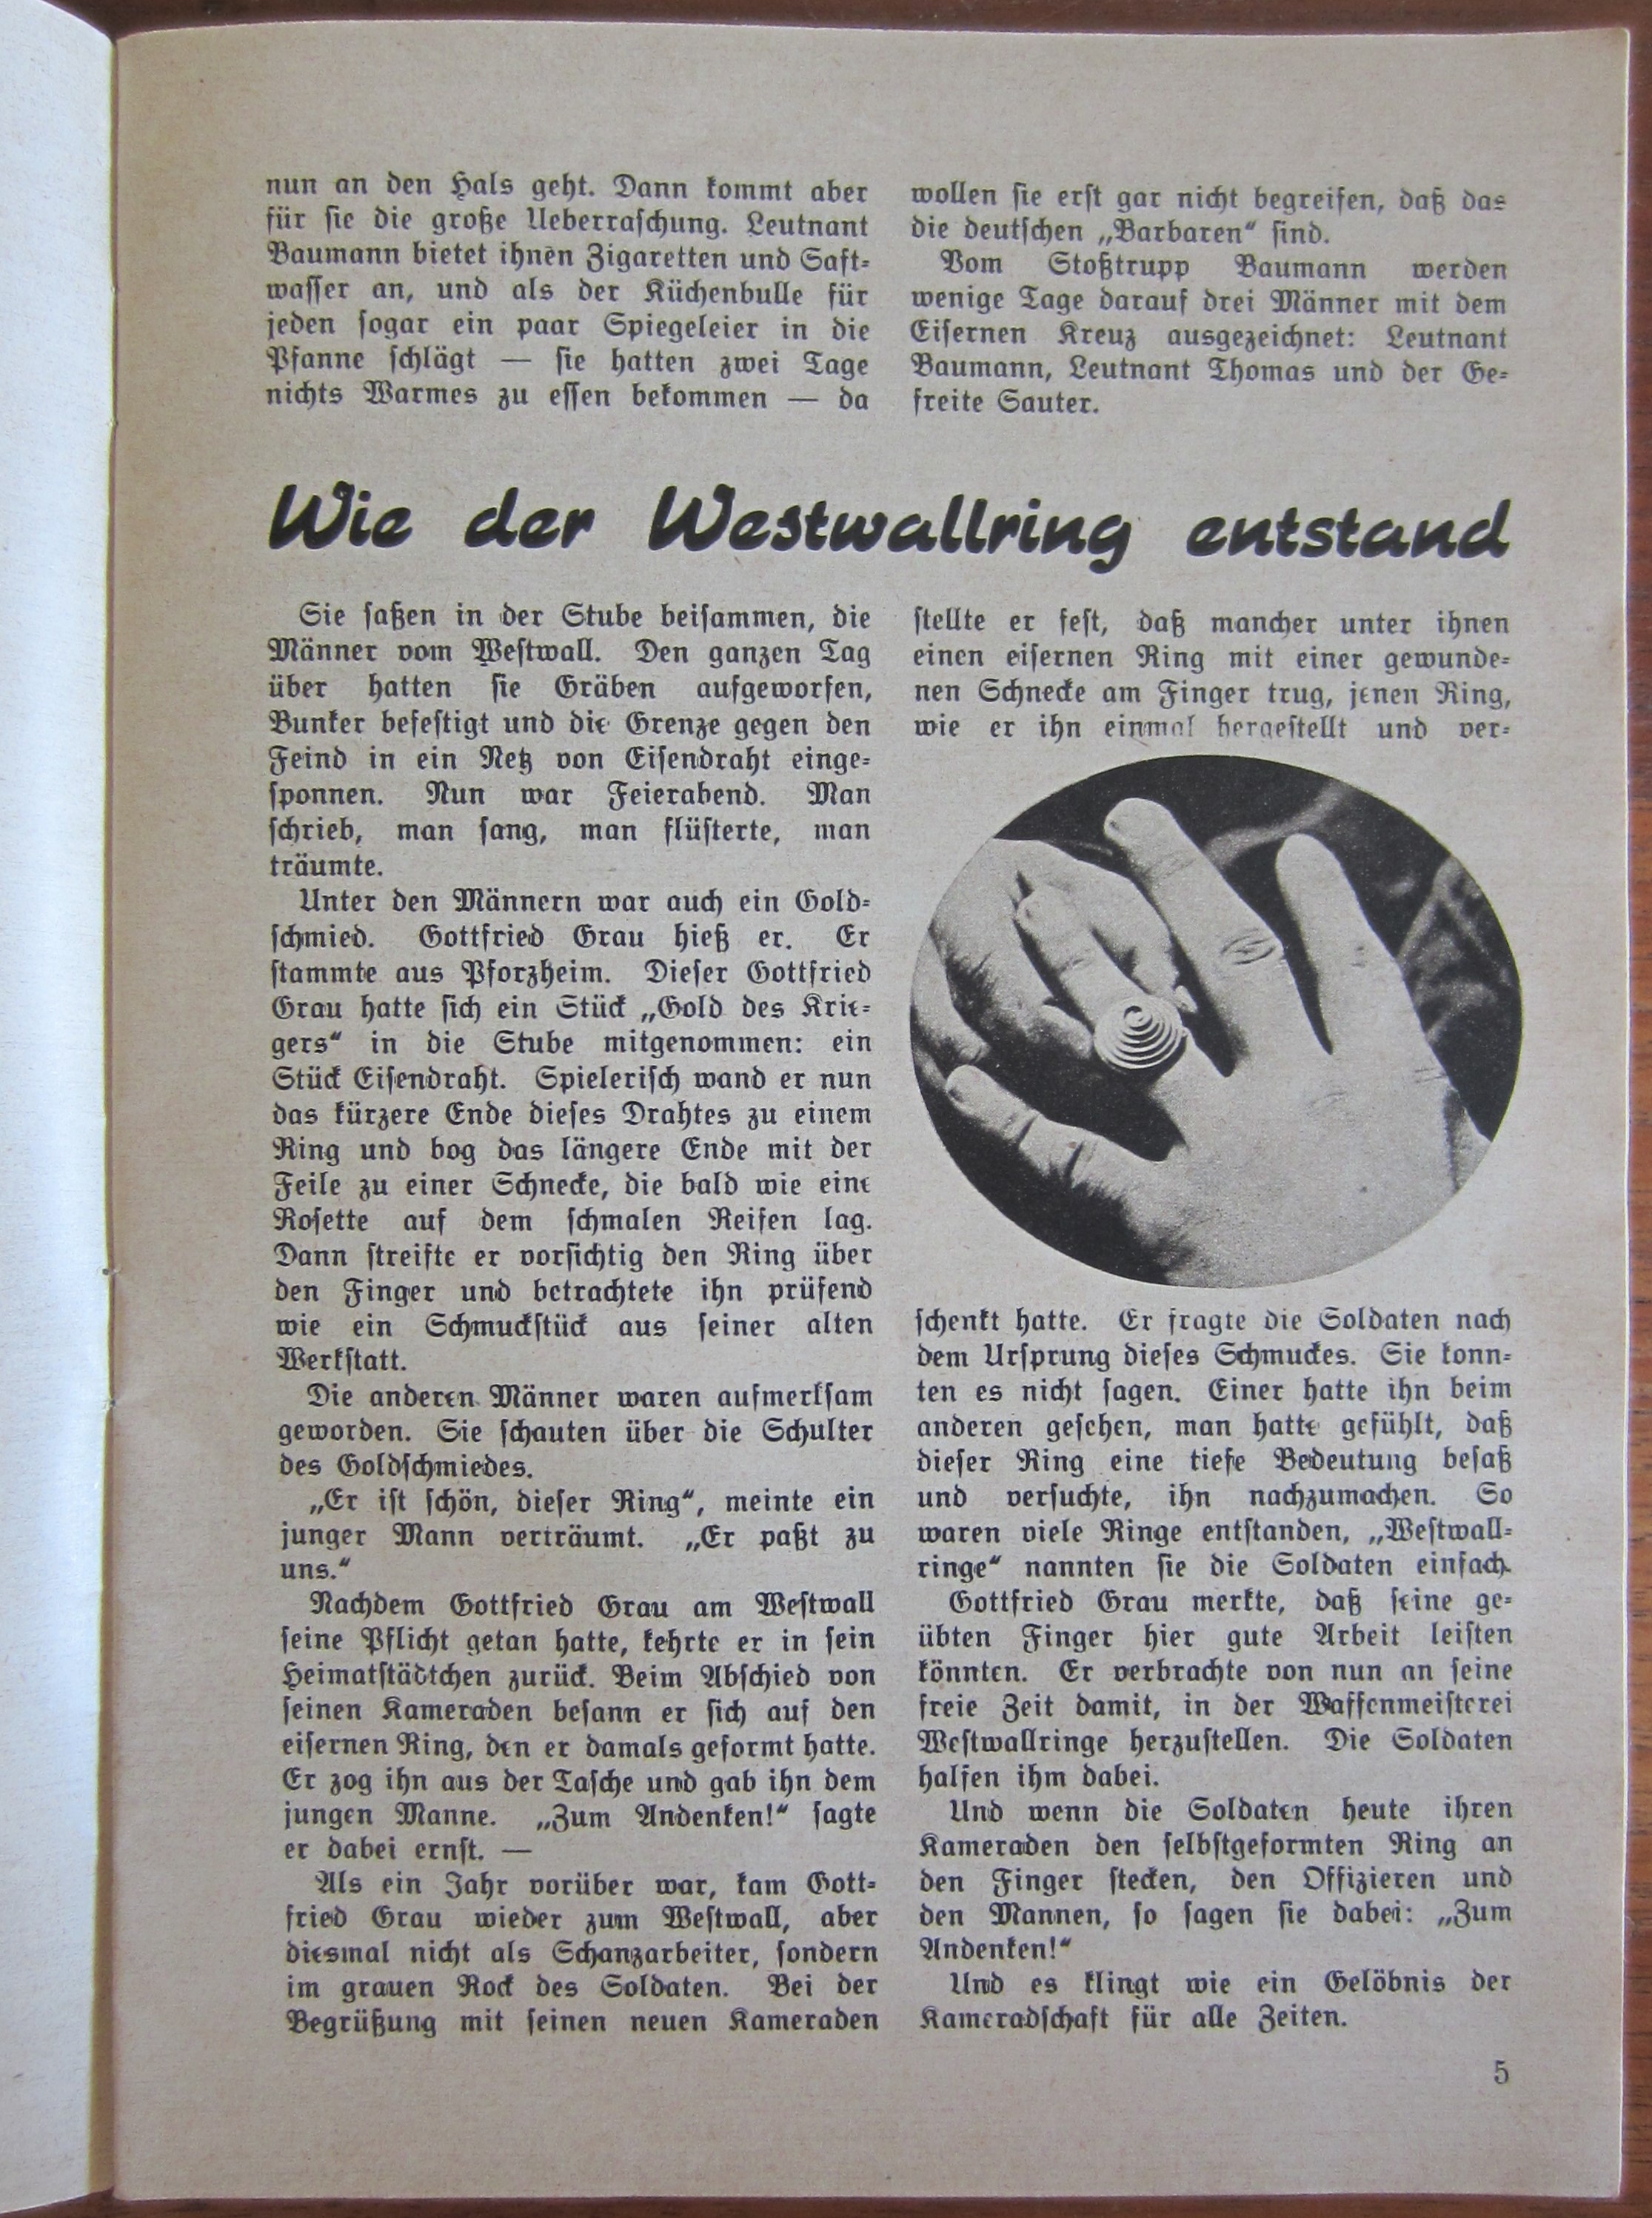 nun an den Hals geht. Dann kommt aber
für sie die große Ueberraschung. Leutnant
Baumann bietet ihnen Zigaretten und Saft-
wasser an, und als der Küchenbulle für
jeden sogar ein paar Spiegeleier in die
Pfanne schlägt — sie hatten zwei Tage
nichts Warmes zu essen bekommen — da
wollen sie erst gar nicht begreifen, daß das
die deutschen „Barbaren“ sind.
Vom Stoßtrupp Baumann werden
wenige Tage darauf drei Männer mit dem
Eisernen Kreuz ausgezeichnet: Leutnant
Baumann, Leutnant Thomas und der Ge-
freite Sauter.
Wie der Westwallring entstand
Sie saßen in der Stube beisammen, die
Männer vom Westwall. Den ganzen Tag
über hatten sie Gräben aufgeworfen,
Bunker befestigt und die Grenze gegen den
Feind in ein Netz von Eisendraht einge-
sponnen. Nun war Feierabend. Man
schrieb, man sang, man flüsterte, man
träumte.
Unter den Männern war auch ein Gold-
schmied. Gottfried Grau hieß er. Er
stammte aus Pforzheim. Dieser Gottfried
Grau hatte sich ein Stück „Gold des Krie-
gers“ in die Stube mitgenommen: ein
Stück Eisendraht. Spielerisch wand er nun
das kürzere Ende dieses Drahtes zu einem
Ring und bog das längere Ende mit der
Feile zu einer Schnecke, die bald wie eine
Rosette auf dem schmalen Reifen lag.
Dann streifte er vorsichtig den Ring über
den Finger und betrachtete ihn prüfend
wie ein Schmuckstück aus seiner alten
Werkstatt.
Die anderen Männer waren aufmerksam
geworden. Sie schauten über die Schulter
des Goldschmiedes.
„Er ist schön, dieser Ring“, meinte ein
junger Mann verträumt. „Er paßt zu
uns.“
Nachdem Gottfried Grau am Westwall
seine Pflicht getan hatte, kehrte er in sein
Heimatstädtchen zurück. Beim Abschied von
seinen Kameraden besann er sich auf den
eisernen Ring, den er damals geformt hatte.
Er zog ihn aus der Tasche und gab ihn dem
jungen Manne. „Zum Andenken!“ sagte
er dabei ernst. —
Als ein Jahr vorüber war, kam Gott-
fried Grau wieder zum Westwall, aber
diesmal nicht als Schanzarbeiter, sondern
im grauen Rock des Soldaten. Bei der
Begrüßung mit seinen neuen Kameraden
stellte er fest, daß mancher unter ihnen
einen eisernen Ring mit einer gewunde-
nen Schnecke am Finger trug, jenen Ring,
wie er ihn einmal hergestellt und ver-
schenkt hatte. Er fragte die Soldaten nach
dem Ursprung dieses Schmuckes. Sie konn-
ten es nicht sagen. Einer hatte ihn beim
anderen gesehen, man hatte gefühlt, daß
dieser Ring eine tiefe Bedeutung besaß
und versuchte, ihn nachzumachen. So
waren viele Ringe entstanden, „Westwall-
ringe“ nannten sie die Soldaten einfach.
Gottfried Grau merkte, daß seine ge-
übten Finger hier gute Arbeit leisten
könnten. Er verbrachte von nun an seine
freie Zeit damit, in der Waffenmeisterei
Westwallringe herzustellen. Die Soldaten
halfen ihm dabei.
Und wenn die Soldaten heute ihren
Kameraden den selbstgeformten Ring an
den Finger stecken, den Offizieren und
den Mannen, so sagen sie dabei: „Zum
Andenken!“
Und es klingt wie ein Gelöbnis der
Kameradschaft für alle Zeiten.
5